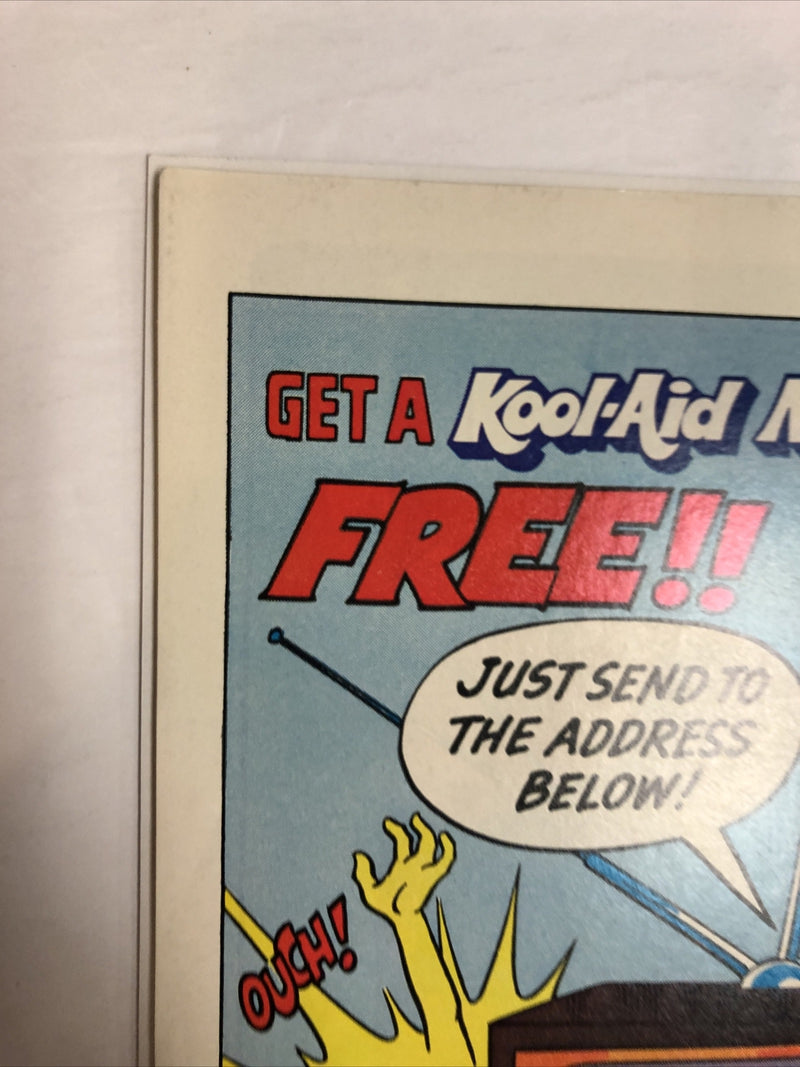 GET A Kool-Aid
FREE!!
JUST SEND TO
THE ADDRESS
BELOW!
OUCH!